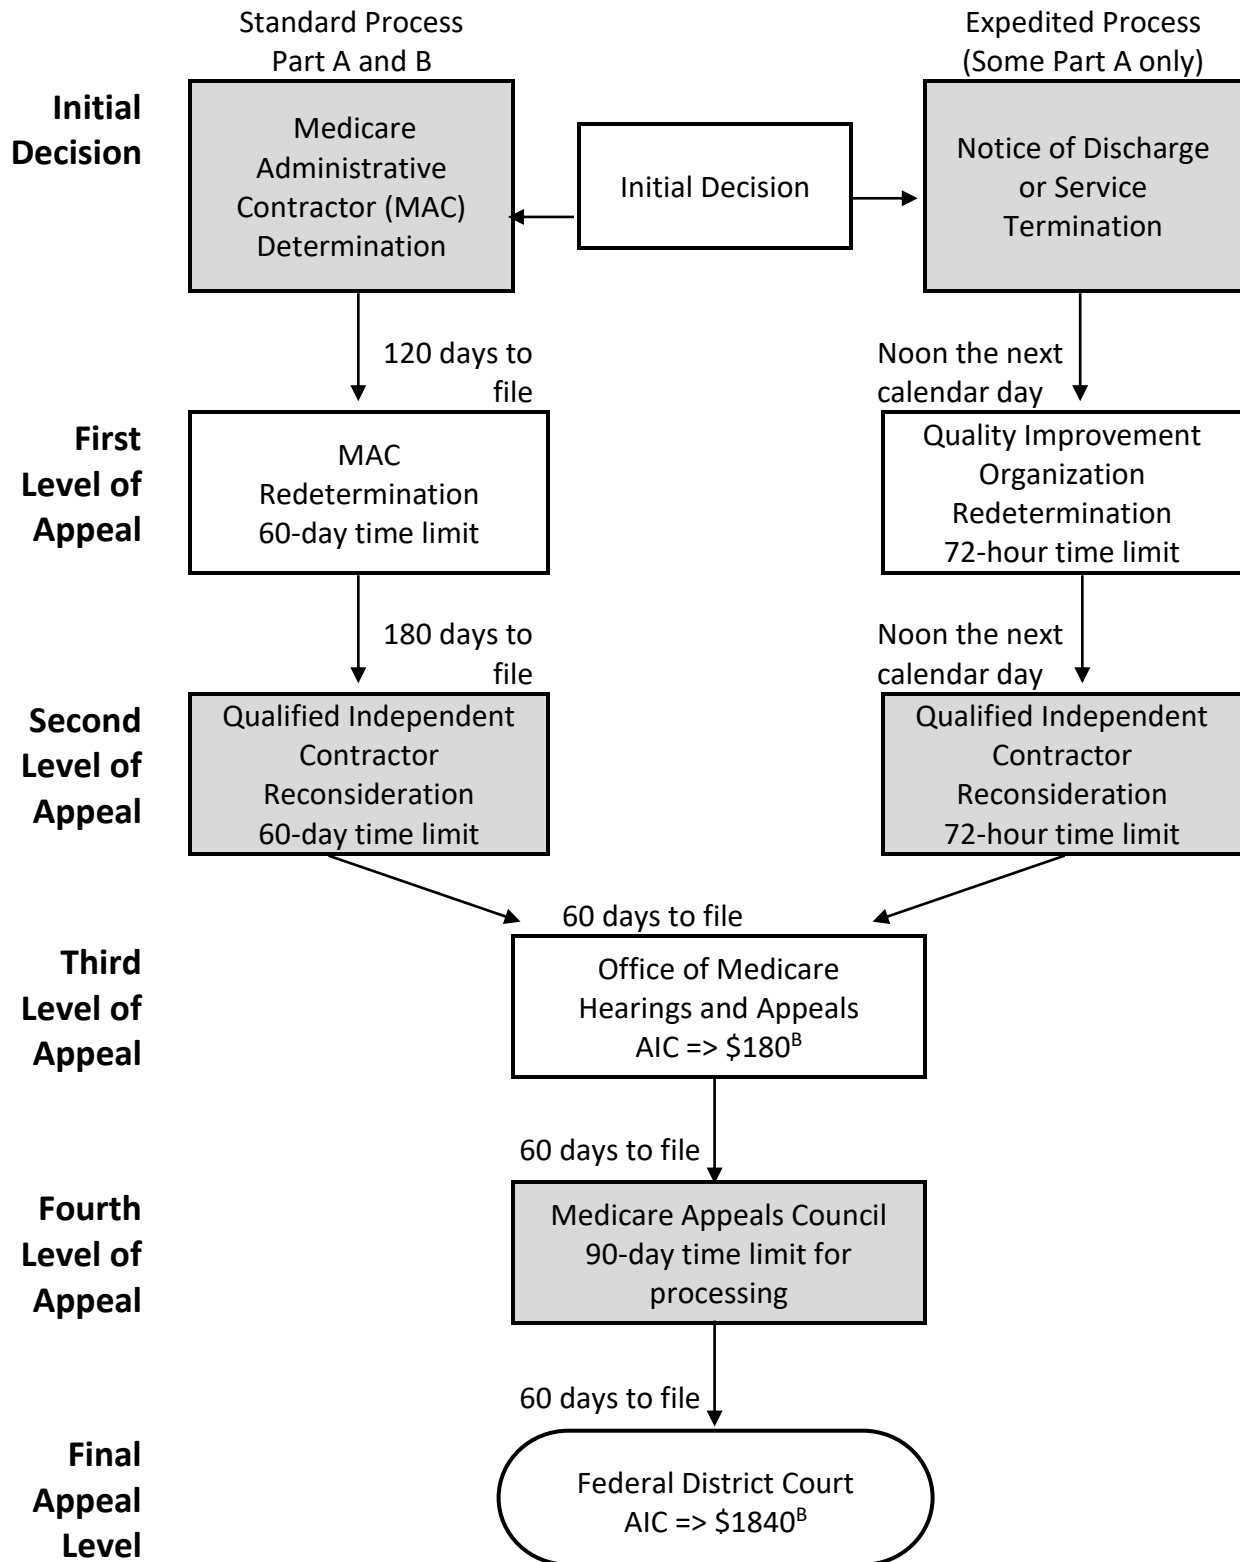 Standard Process
Part A and B
Expedited Process
(Some Part A only)
Initial
Decision
Medicare
Administrative
Contractor (MAC)
Determination
Initial Decision
Notice of Discharge
or Service
Termination
120 days to
file
Noon the next
calendar day
First
Level of
Appeal
MAC
Redetermination
60-day time limit
Quality Improvement
Organization
Redetermination
72-hour time limit
180 days to
file
Noon the next
calendar day
Second
Level of
Appeal
Qualified Independent
Contractor
Reconsideration
60-day time limit
Qualified Independent
Contractor
Reconsideration
72-hour time limit
60 days to file
Third
Level of
Appeal
Office of Medicare
Hearings and Appeals
AIC => $180ᴮ
60 days to file
Fourth
Level of
Appeal
Medicare Appeals Council
90-day time limit for
processing
60 days to file
Final
Appeal
Level
Federal District Court
AIC => $1840ᴮ